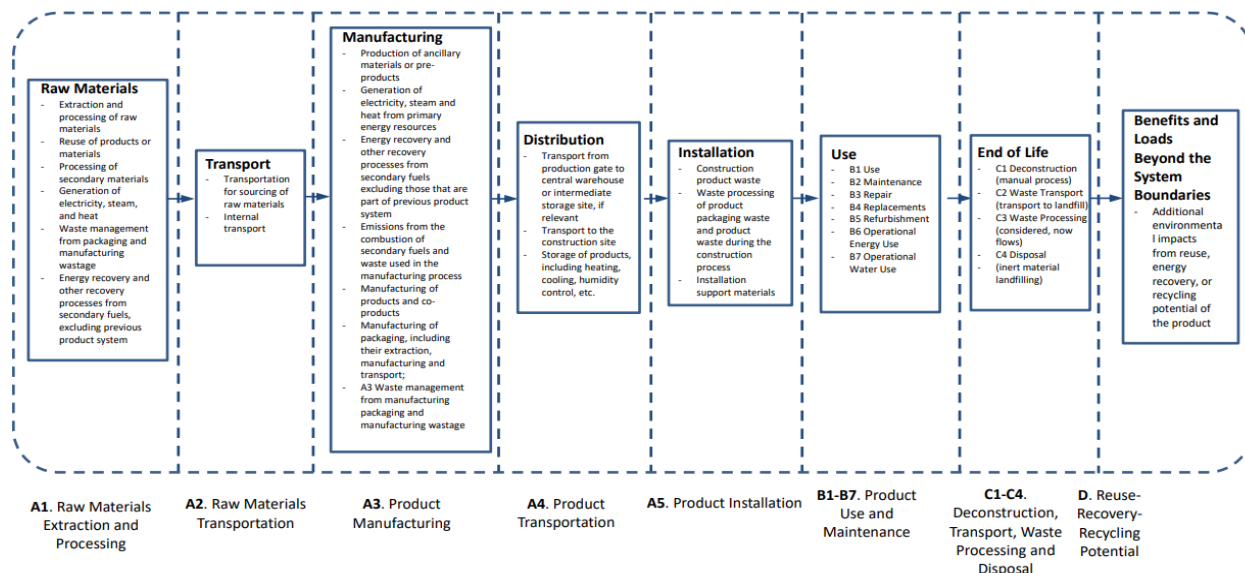 Raw Materials
- Extraction and
processing of raw
materials
- Reuse of products or
materials
- Processing of
secondary materials
- Generation of
electricity, steam, and
heat
- Waste management
from packaging and
manufacturing
wastage
- Energy recovery and
other recovery
processes from
secondary fuels,
excluding previous
product system
Transport
- Transportation
for sourcing of
raw materials
- Internal
transport
Manufacturing
- Production of ancillary
materials or pre-
products
- Generation of
electricity, steam and
heat from primary
energy resources
- Energy recovery and
other recovery
processes from
secondary fuels
excluding those that are
part of previous product
system
- Emissions from the
combustion of
secondary fuels and
waste used in the
manufacturing process
- Manufacturing of
products and co-
products
- Manufacturing of
packaging, including
their extraction,
manufacturing and
transport;
- A3 Waste management
from manufacturing
packaging and
manufacturing wastage
Distribution
- Transport from
production gate to
central warehouse
or intermediate
storage site, if
relevant
- Transport to the
construction site
- Storage of products,
including heating,
cooling, humidity
control, etc.
Installation
- Construction
product waste
- Waste processing
of product
packaging waste
and product
waste during the
construction
process
- Installation
support materials
Use
- B1 Use
- B2 Maintenance
- B3 Repair
- B4 Replacements
- B5 Refurbishment
- B6 Operational
Energy Use
- B7 Operational
Water Use
End of Life
- C1 Deconstruction
(manual process)
- C2 Waste Transport
(transport to landfill)
- C3 Waste Processing
(considered, now
flows)
- C4 Disposal
- (inert material
landfilling)
Benefits and
Loads
Beyond the
System
Boundaries
- Additional
environmenta
l impacts
from reuse,
energy
recovery, or
recycling
potential of
the product
A1. Raw Materials
Extraction and
Processing
A2. Raw Materials
Transportation
A3. Product
Manufacturing
A4. Product
Transportation
A5. Product Installation
B1-B7. Product
Use and
Maintenance
C1-C4.
Deconstruction,
Transport, Waste
Processing and
Disposal
D. Reuse-
Recovery-
Recycling
Potential